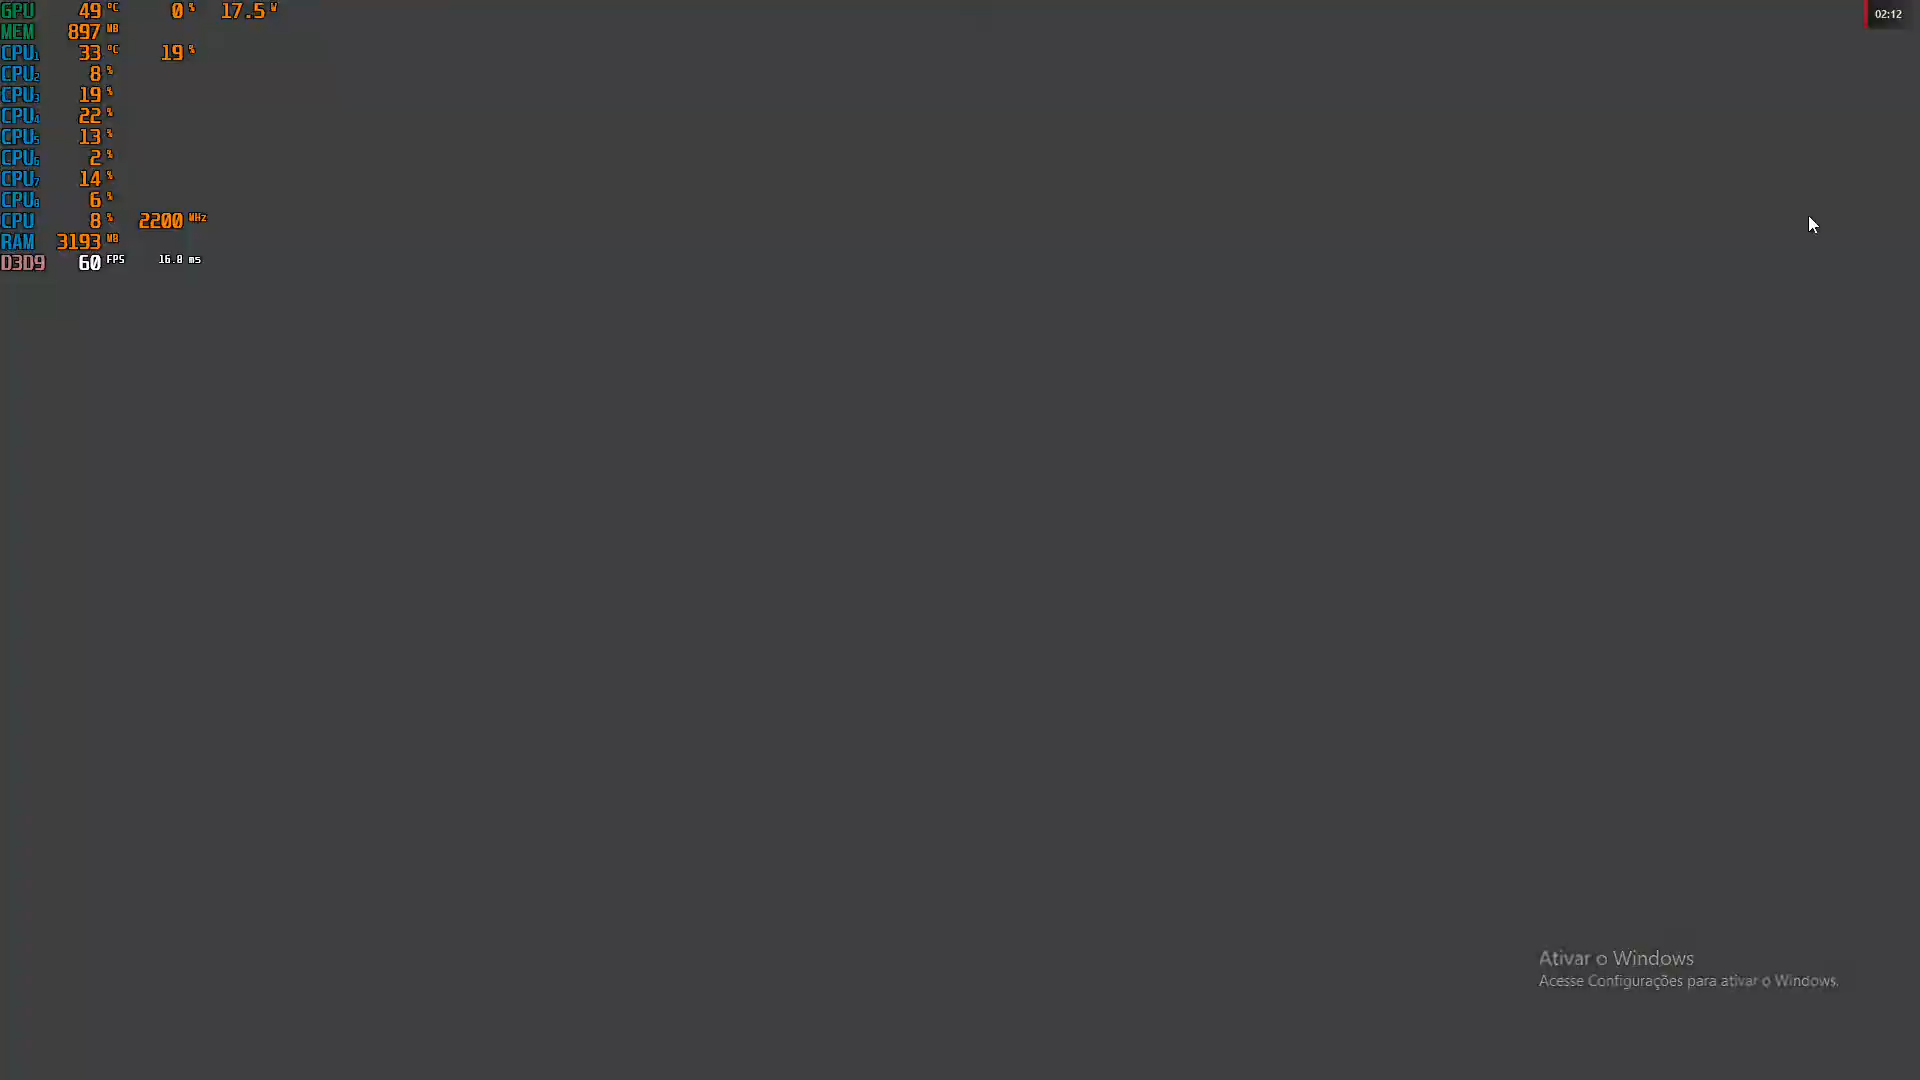 GPU 49 °C 0 % 17.5 W
MEM 897 MB
CPU1 33 °C 19 %
CPU2 8 %
CPU3 19 %
CPU4 22 %
CPU5 13 %
CPU6 2 %
CPU7 14 %
CPU8 6 %
CPU 8 % 2200 MHz
RAM 3193 MB
D3D9 60 FPS 16.8 ms
02:12
Ativar o Windows
Acesse Configurações para ativar o Windows.